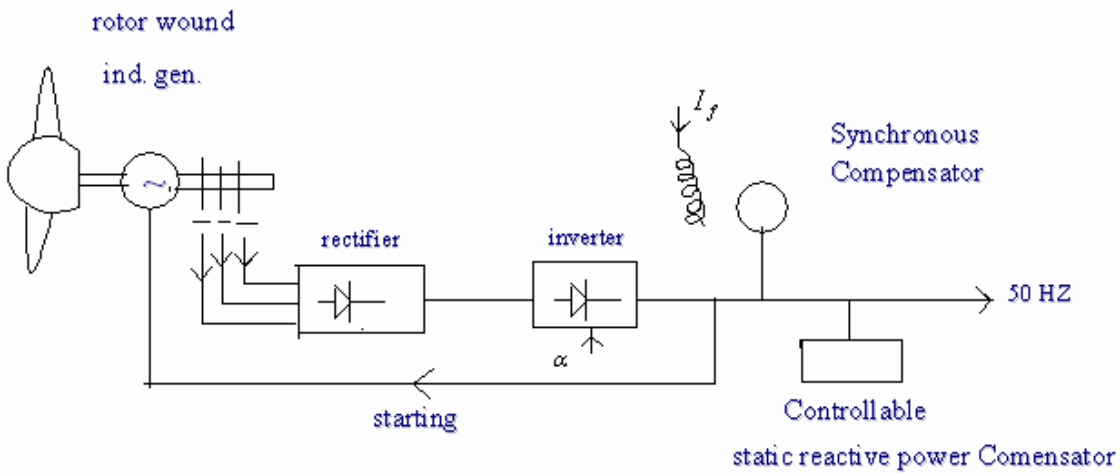 rotor wound
ind. gen.
~
I_f
Synchronous
Compensator
rectifier
inverter
50 HZ
α
starting
Controllable
static reactive power Comensator